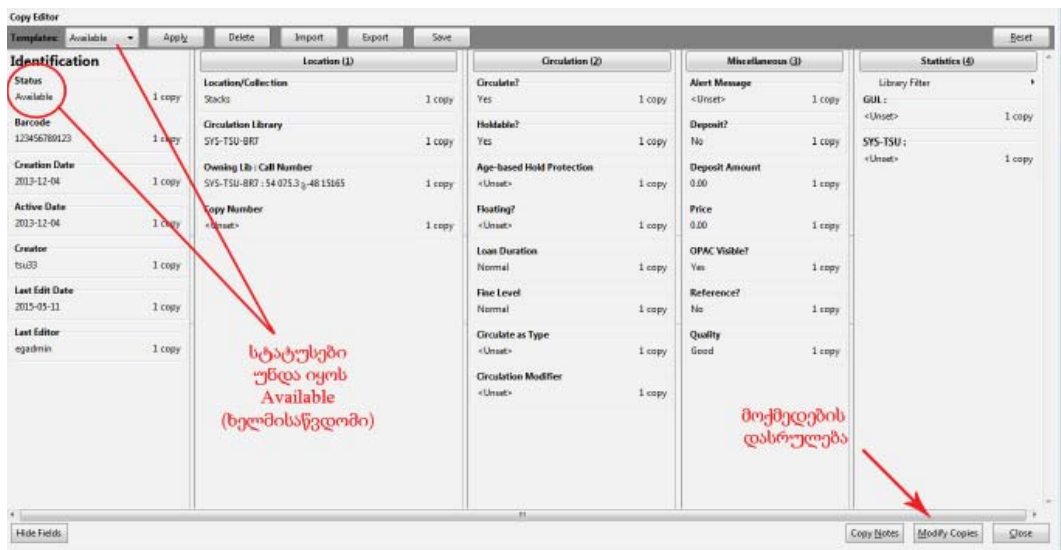 Copy Editor
Templates: Available Apply Delete Import Export Save Reset
Identification
Status
Available 1 copy
Barcode
123456789123 1 copy
Creation Date
2013-12-04 1 copy
Active Date
2013-12-04 1 copy
Creator
tsu33 1 copy
Last Edit Date
2015-05-11 1 copy
Last Editor
egadmin 1 copy
Location (1)
Location/Collection
Stacks 1 copy
Circulation Library
SYS-TSU-BR7 1 copy
Owning Lib : Call Number
SYS-TSU-BR7 : 54 075.3 გ-48 15165 1 copy
Copy Number
<Unset> 1 copy
Circulation (2)
Circulate?
Yes 1 copy
Holdable?
Yes 1 copy
Age-based Hold Protection
<Unset> 1 copy
Floating?
<Unset> 1 copy
Loan Duration
Normal 1 copy
Fine Level
Normal 1 copy
Circulate as Type
<Unset> 1 copy
Circulation Modifier
<Unset> 1 copy
Miscellaneous (3)
Alert Message
<Unset> 1 copy
Deposit?
No 1 copy
Deposit Amount
0.00 1 copy
Price
0.00 1 copy
OPAC Visible?
Yes 1 copy
Reference?
No 1 copy
Quality
Good 1 copy
Statistics (4)
Library Filter
GUL :
<Unset> 1 copy
SYS-TSU :
<Unset> 1 copy
სტატუსები
უნდა იყოს
Available
(ხელმისაწვდომი)
მოქმედების
დასრულება
Hide Fields Copy Notes Modify Copies Close